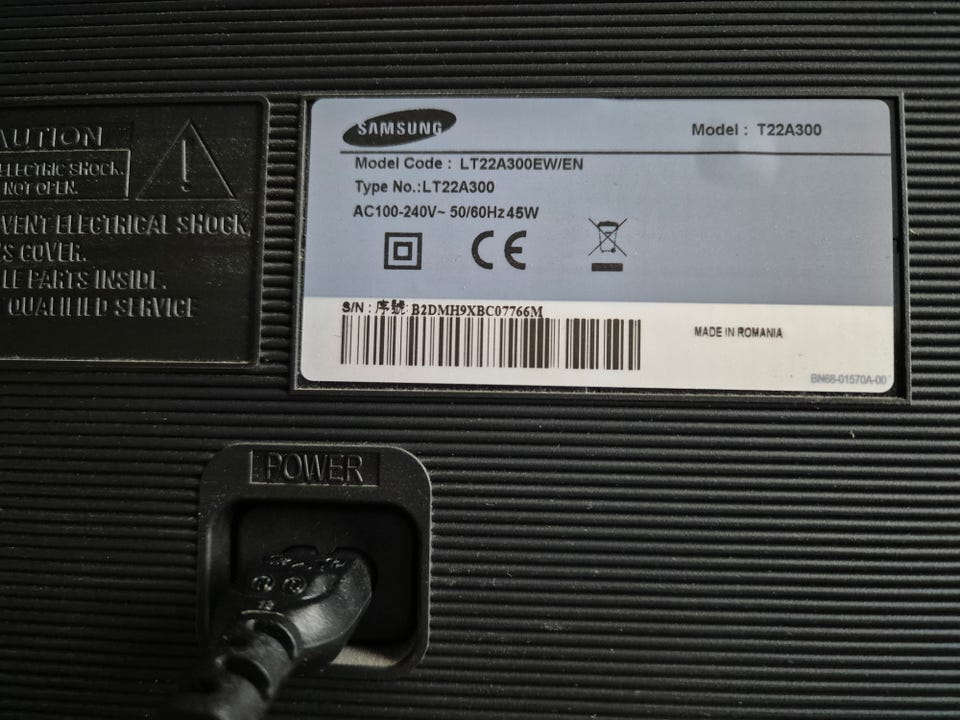 AUTION
ELECTRIC SHOCK.
NOT OPEN.
VENT ELECTRICAL SHOCK,
S COVER.
LE PARTS INSIDE.
QUALIFIED SERVICE
SAMSUNG
Model : T22A300
Model Code : LT22A300EW/EN
Type No.:LT22A300
AC100-240V~ 50/60Hz 45W
CE
S/N : 序號: B2DMH9XBC07766M
MADE IN ROMANIA
BN68-01570A-00
POWER